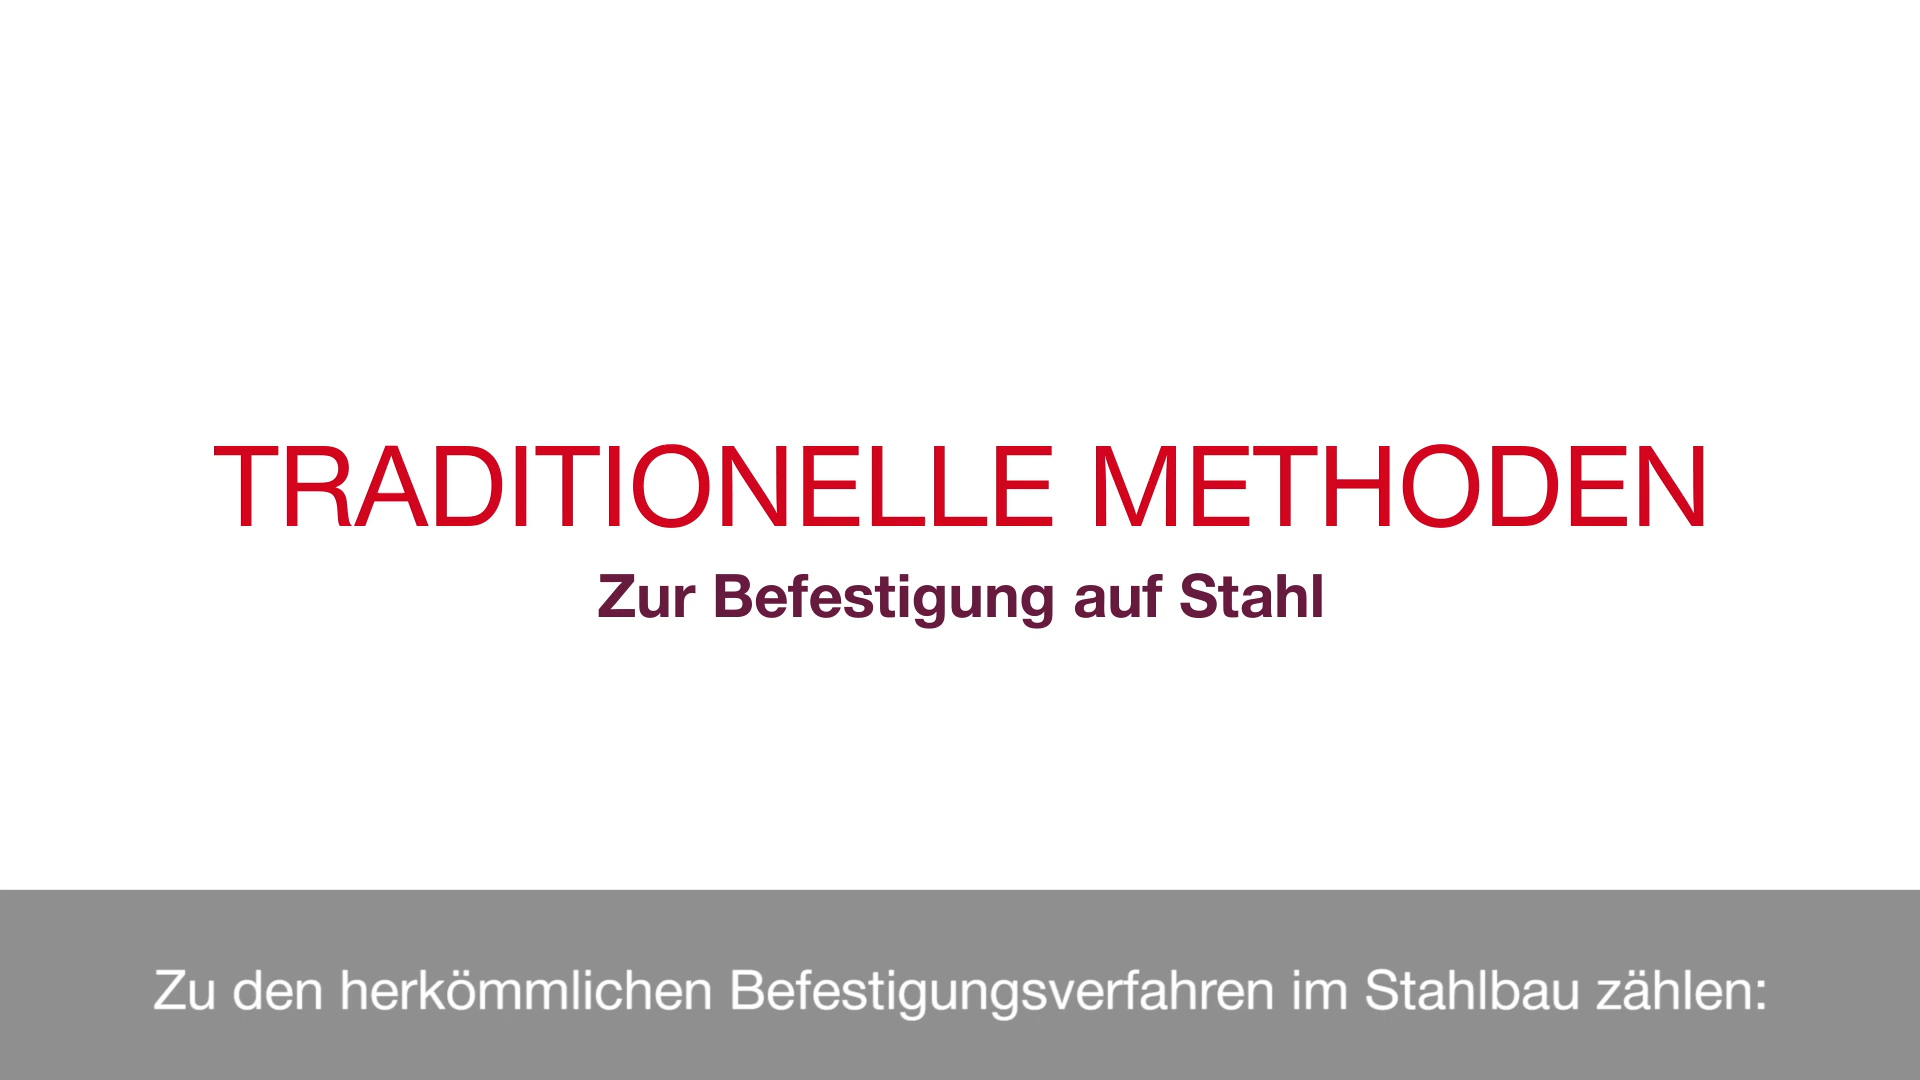 TRADITIONELLE METHODEN
Zur Befestigung auf Stahl
Zu den herkömmlichen Befestigungsverfahren im Stahlbau zählen: